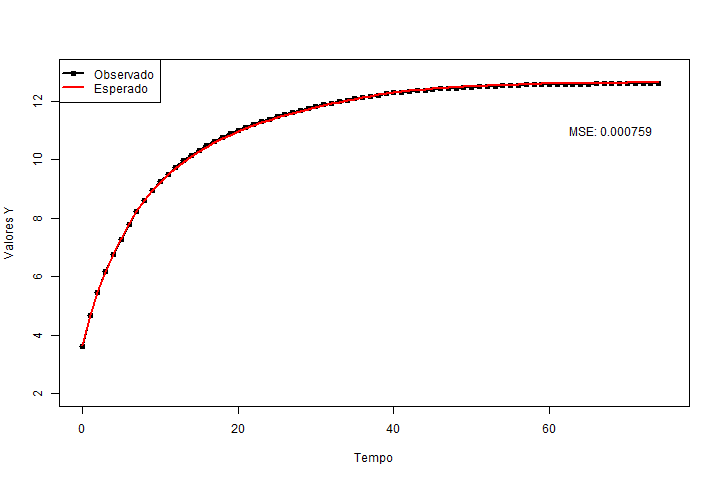 Observado
Esperado
MSE: 0.000759
Valores Y
12
10
8
6
4
2
0 20 40 60
Tempo